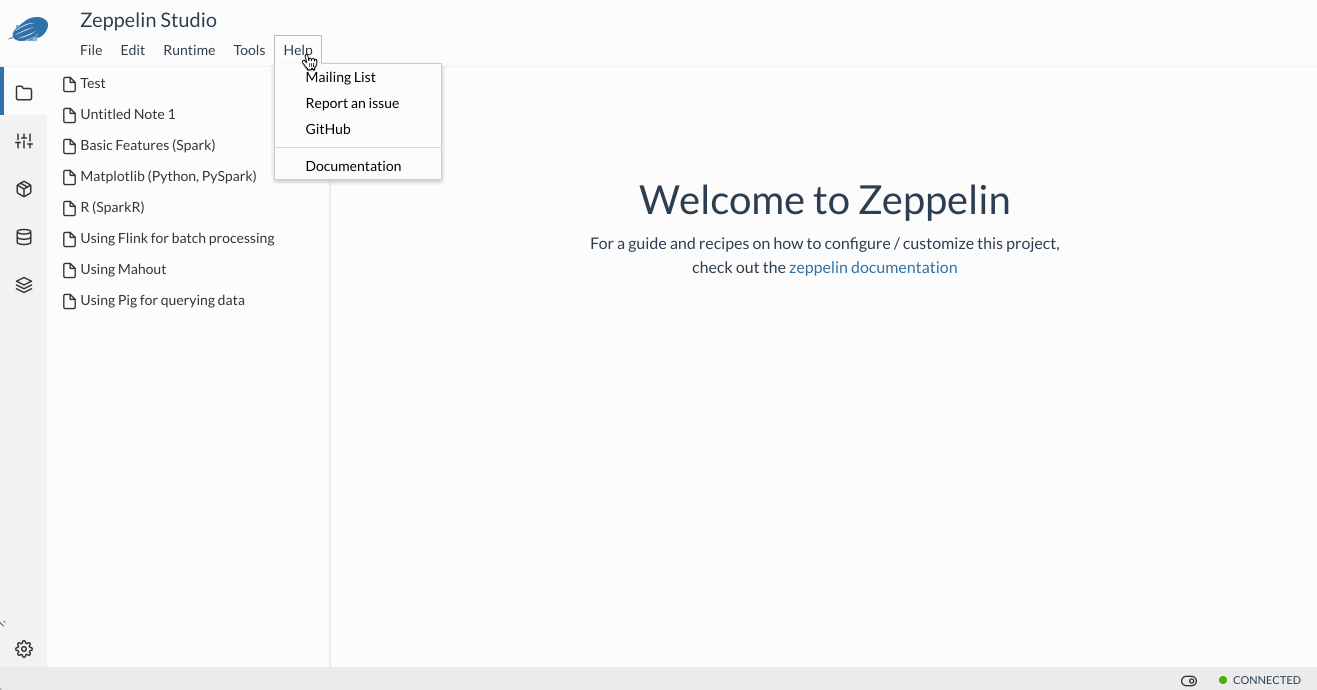 Zeppelin Studio
File Edit Runtime Tools Help
Mailing List
Report an issue
GitHub
Documentation
Test
Untitled Note 1
Basic Features (Spark)
Matplotlib (Python, PySpark)
R (SparkR)
Using Flink for batch processing
Using Mahout
Using Pig for querying data
Welcome to Zeppelin
For a guide and recipes on how to configure / customize this project,
check out the zeppelin documentation
CONNECTED